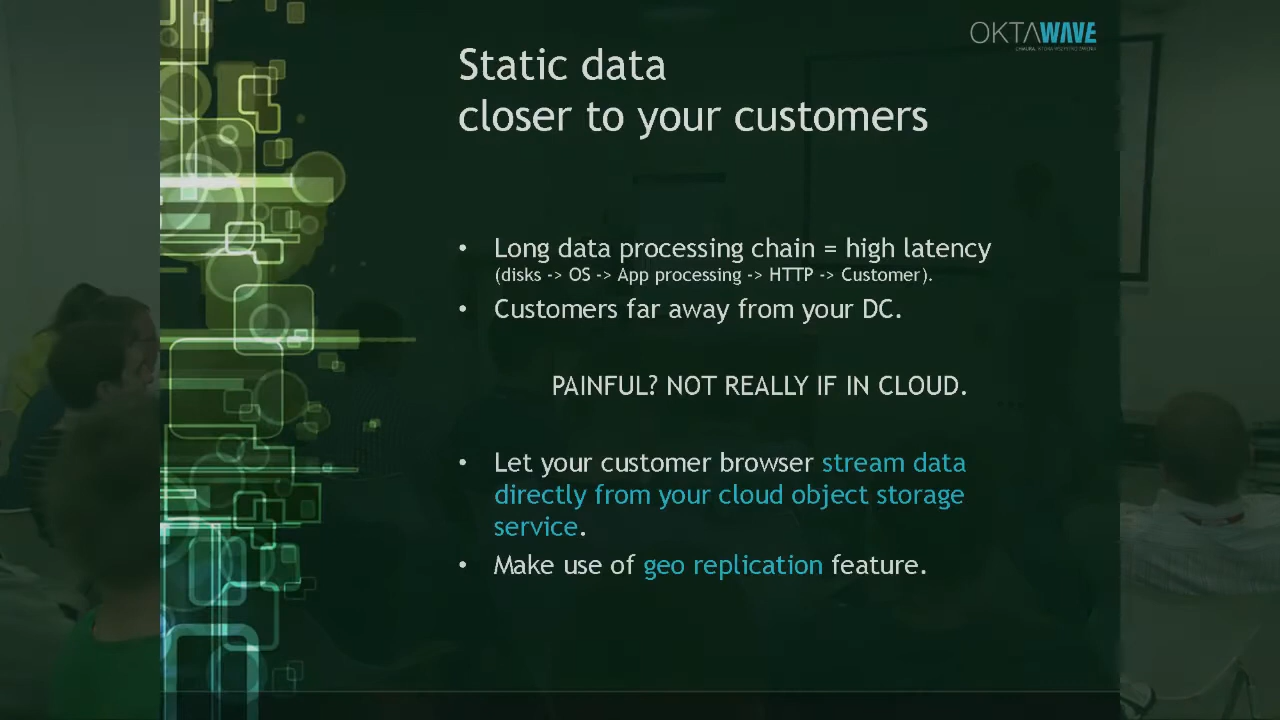 OKTAWAVE
Static data
closer to your customers
• Long data processing chain = high latency
(disks -> OS -> App processing -> HTTP -> Customer).
• Customers far away from your DC.
PAINFUL? NOT REALLY IF IN CLOUD.
• Let your customer browser stream data
directly from your cloud object storage
service.
• Make use of geo replication feature.